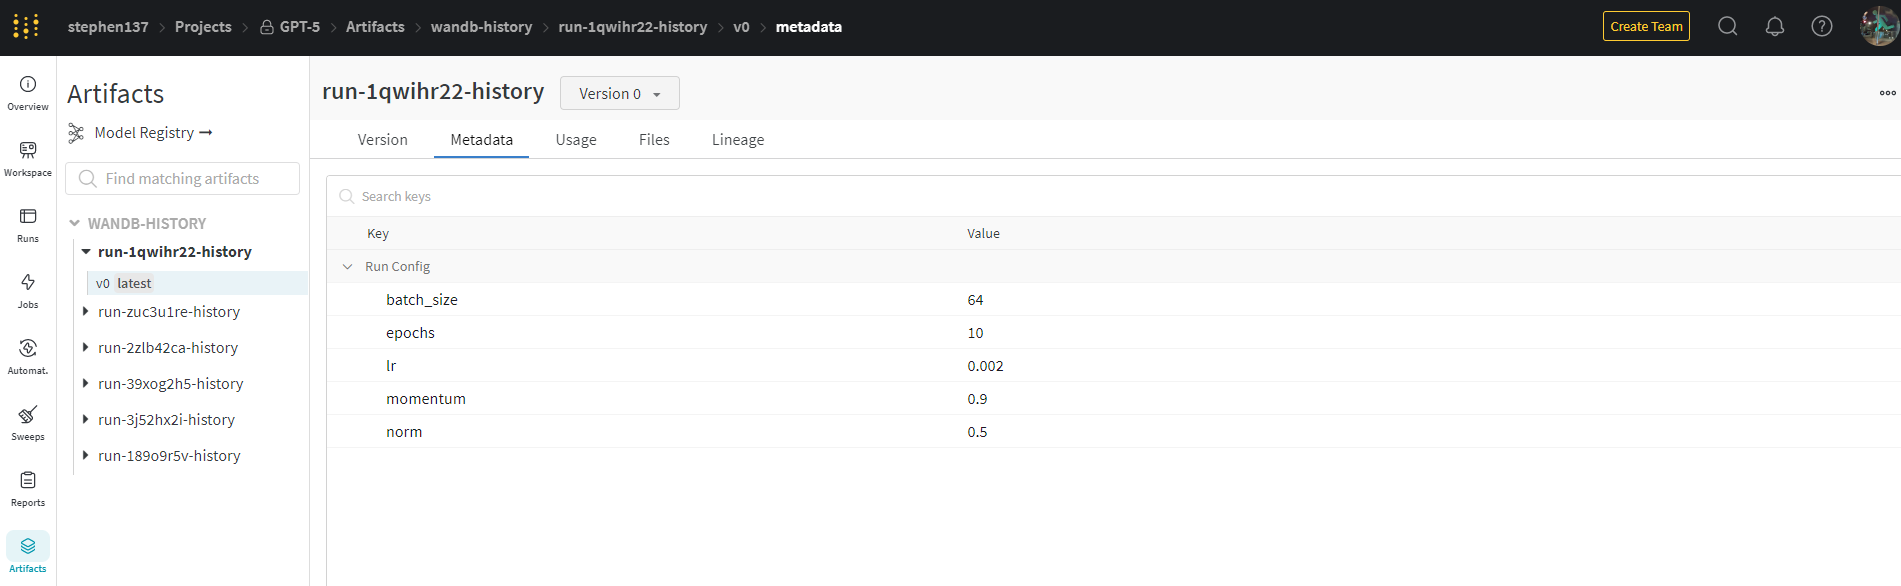 stephen137 > Projects > GPT-5 > Artifacts > wandb-history > run-1qwihr22-history > v0 > metadata
Create Team
Overview
Workspace
Runs
Jobs
Automat.
Sweeps
Reports
Artifacts
Artifacts
Model Registry →
Find matching artifacts
WANDB-HISTORY
run-1qwihr22-history
v0 latest
run-zuc3u1re-history
run-2zlb42ca-history
run-39xog2h5-history
run-3j52hx2i-history
run-189o9r5v-history
run-1qwihr22-history Version 0
Version Metadata Usage Files Lineage
Search keys
Key Value
Run Config
batch_size 64
epochs 10
lr 0.002
momentum 0.9
norm 0.5